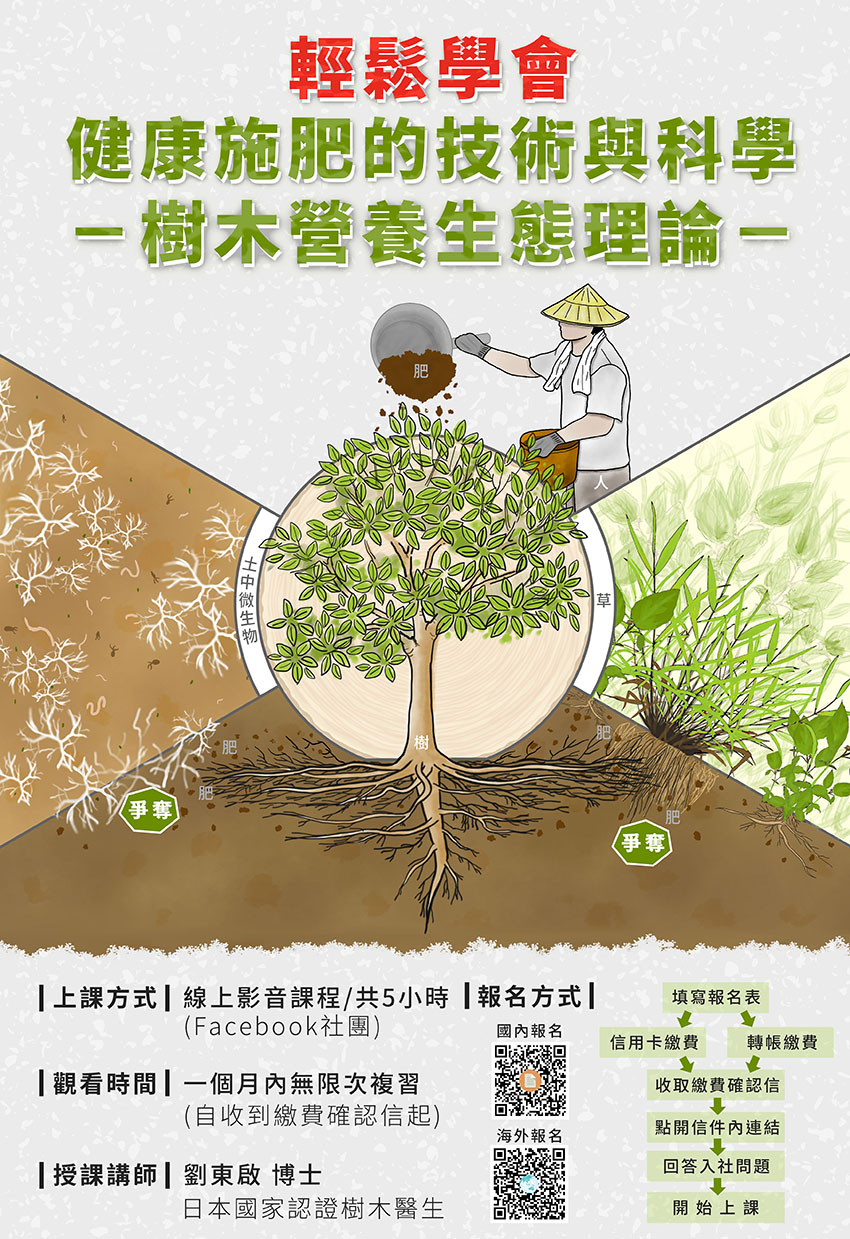 輕鬆學會
健康施肥的技術與科學
－樹木營養生態理論－
肥
人
土中微生物
草
樹
肥
肥
肥
肥
爭奪
爭奪
上課方式
線上影音課程/共5小時
(Facebook社團)
觀看時間
一個月內無限次複習
(自收到繳費確認信起)
授課講師
劉東啟 博士
日本國家認證樹木醫生
報名方式
國內報名
海外報名
填寫報名表
信用卡繳費
轉帳繳費
收取繳費確認信
點開信件內連結
回答入社問題
開始上課